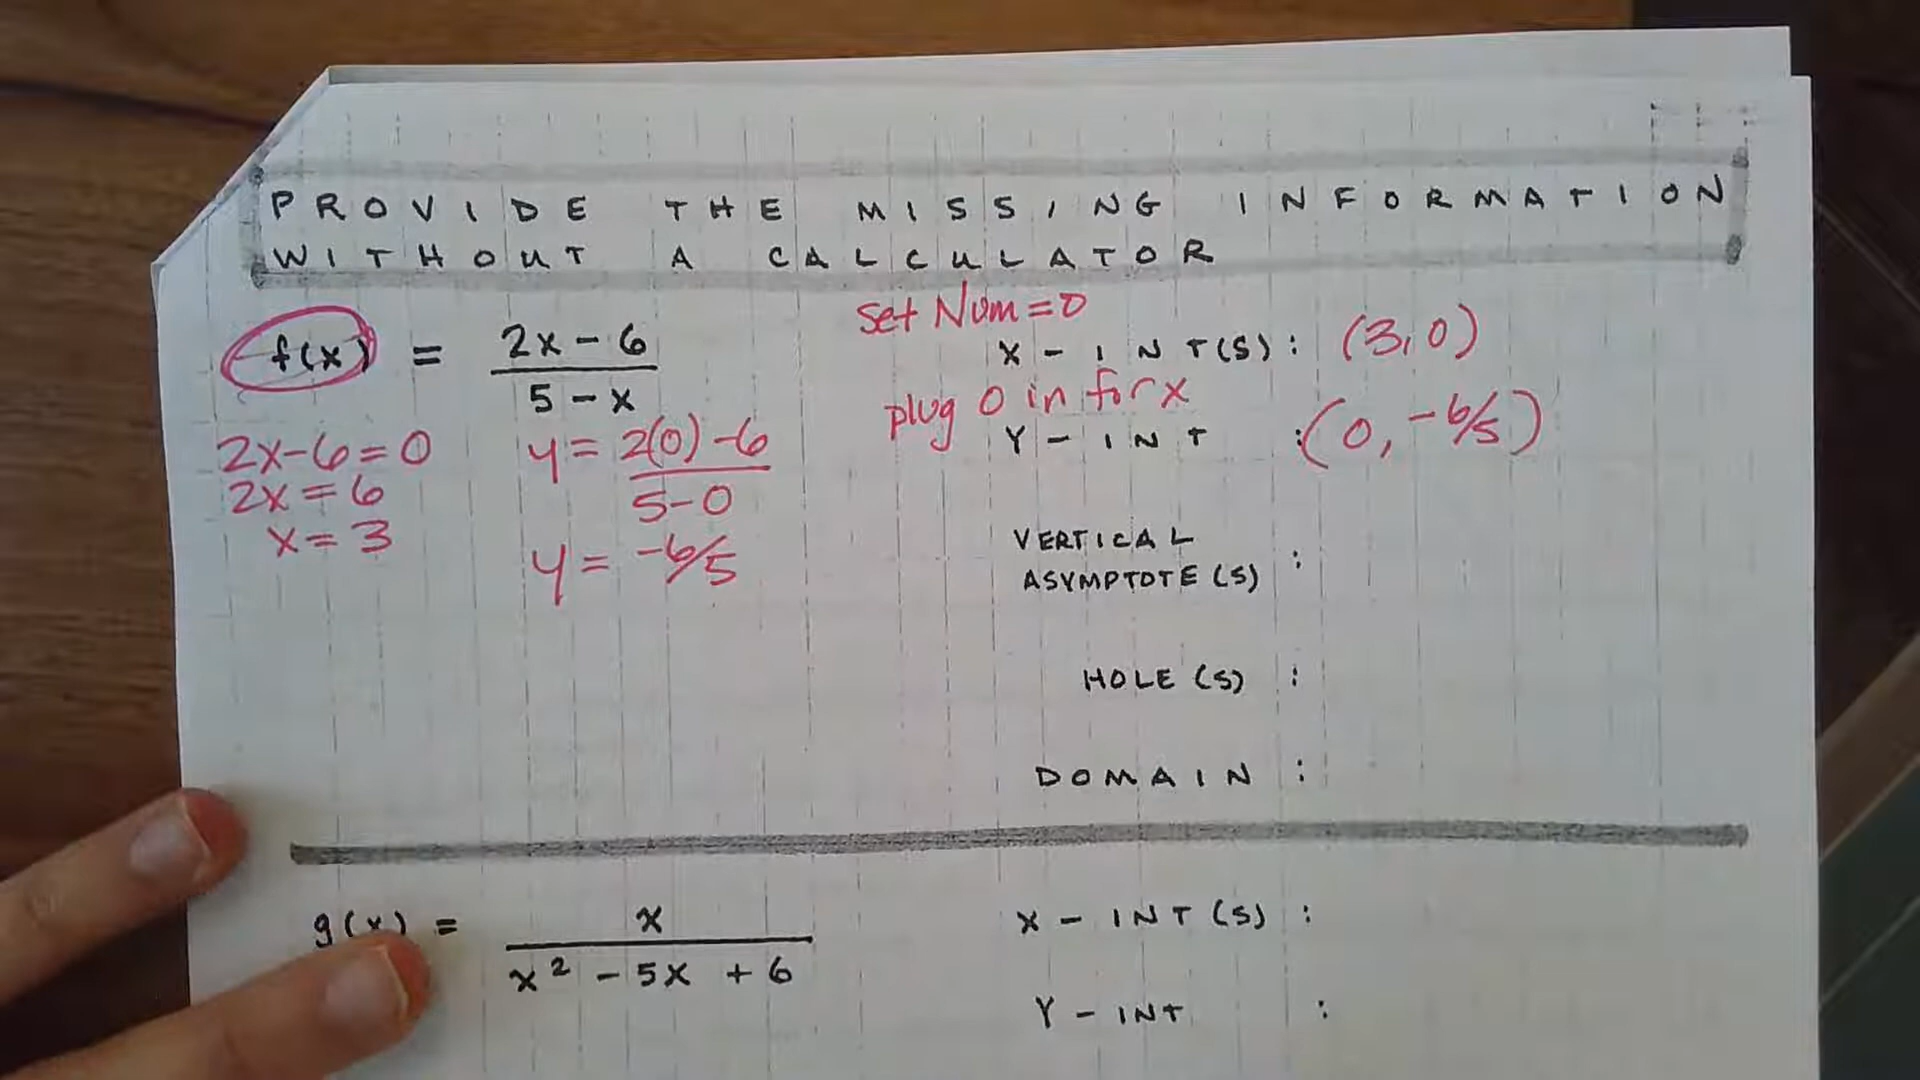 PROVIDE THE MISSING INFORMATION
WITHOUT A CALCULATOR
set Num=0
f(x) = 2x-6 / 5-x
X-INT(S): (3,0)
plug 0 in for x
Y-INT : (0, -6/5)
2x-6=0
2x=6
x=3
y = 2(0)-6 / 5-0
y = -6/5
VERTICAL
ASYMPTOTE(S) :
HOLE(S) :
DOMAIN :
g(x) = x / x² - 5x + 6
X-INT(S) :
Y-INT :